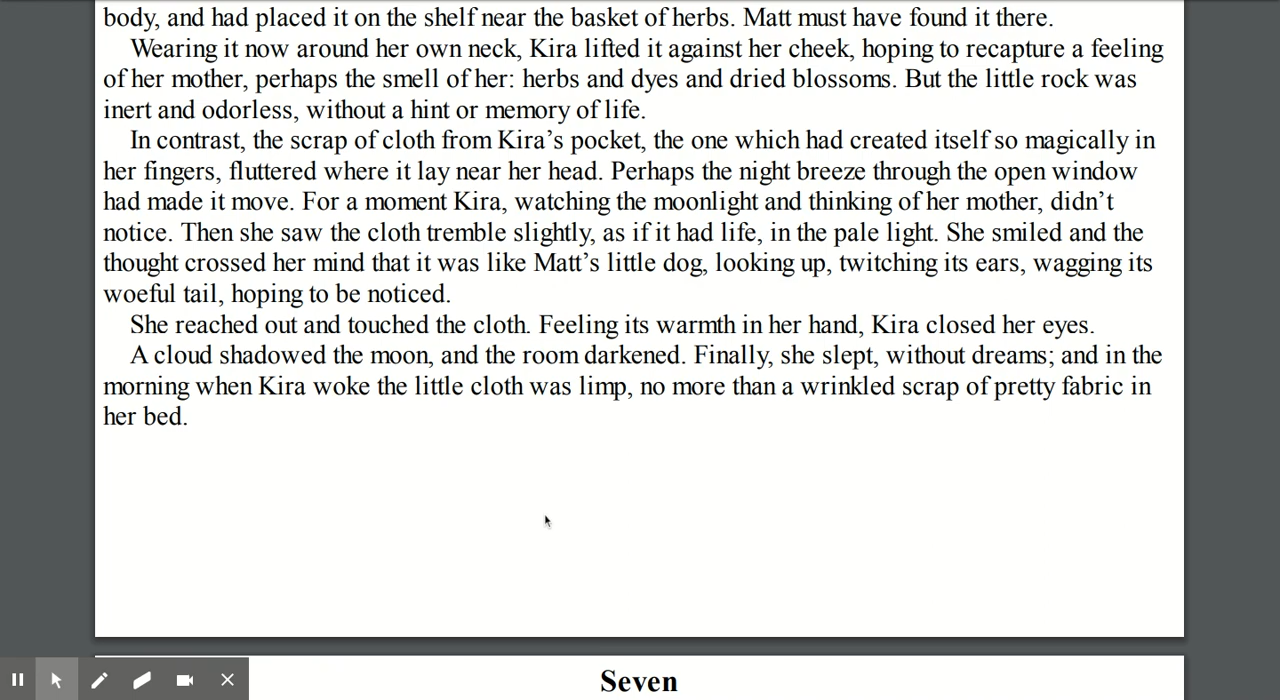 body, and had placed it on the shelf near the basket of herbs. Matt must have found it there.
Wearing it now around her own neck, Kira lifted it against her cheek, hoping to recapture a feeling
of her mother, perhaps the smell of her: herbs and dyes and dried blossoms. But the little rock was
inert and odorless, without a hint or memory of life.
In contrast, the scrap of cloth from Kira’s pocket, the one which had created itself so magically in
her fingers, fluttered where it lay near her head. Perhaps the night breeze through the open window
had made it move. For a moment Kira, watching the moonlight and thinking of her mother, didn’t
notice. Then she saw the cloth tremble slightly, as if it had life, in the pale light. She smiled and the
thought crossed her mind that it was like Matt’s little dog, looking up, twitching its ears, wagging its
woeful tail, hoping to be noticed.
She reached out and touched the cloth. Feeling its warmth in her hand, Kira closed her eyes.
A cloud shadowed the moon, and the room darkened. Finally, she slept, without dreams; and in the
morning when Kira woke the little cloth was limp, no more than a wrinkled scrap of pretty fabric in
her bed.
Seven